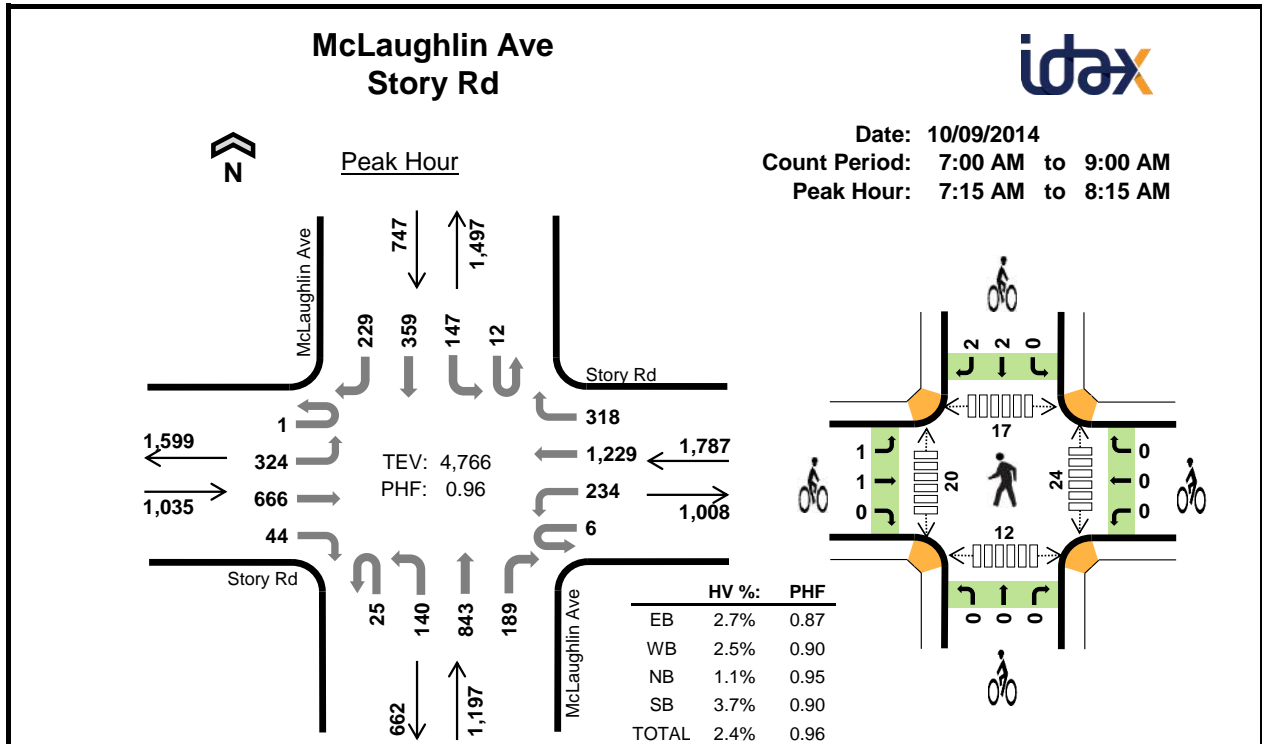 McLaughlin Ave
Story Rd
idax
Date: 10/09/2014
Count Period: 7:00 AM to 9:00 AM
Peak Hour: 7:15 AM to 8:15 AM
N
Peak Hour
McLaughlin Ave
747
1,497
229
359
147
12
Story Rd
1
324
666
44
1,599
1,035
TEV: 4,766
PHF: 0.96
318
1,229
234
6
1,787
1,008
Story Rd
25
140
843
189
McLaughlin Ave
662
1,197
HV %: PHF
EB 2.7% 0.87
WB 2.5% 0.90
NB 1.1% 0.95
SB 3.7% 0.90
TOTAL 2.4% 0.96
2 2 0
17
1
1
0
20
24
0
0
0
12
0 0 0